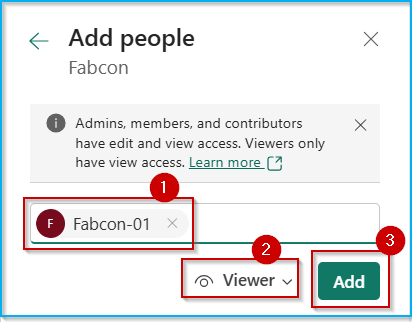 Add people
Fabcon
Admins, members, and contributors
have edit and view access. Viewers only
have view access. Learn more
1
F Fabcon-01
2
3
Viewer
Add